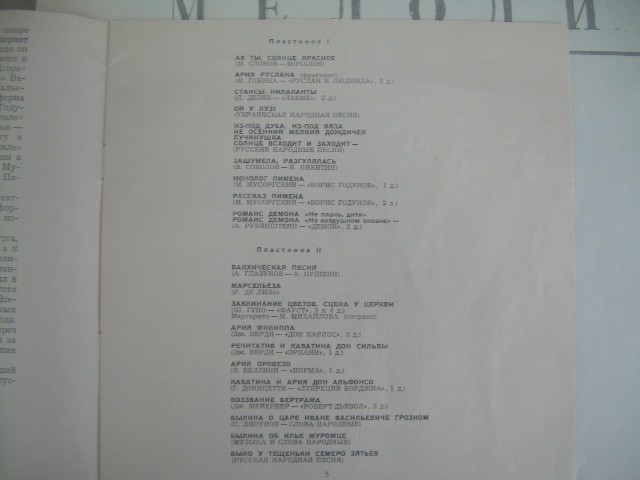 МЕЛОДИ
опере
Пластинка I
АХ ТЫ, СОЛНЦЕ КРАСНОЕ
(М. СЛОНОВ — МОЧАЛОВ)
АРИЯ РУСЛАНА (фрагмент)
(М. ГЛИНКА — «РУСЛАН И ЛЮДМИЛА», 2 д.)
СТАНСЫ НИЛАКАНТЫ
(Л. ДЕЛИБ — «ЛАКМЕ», 2 д.)
ОЙ У ЛУЗІ
(УКРАИНСКАЯ НАРОДНАЯ ПЕСНЯ)
ИЗ-ПОД ДУБА, ИЗ-ПОД ВЯЗА
НЕ ОСЕННИЙ МЕЛКИЙ ДОЖДИЧЕК
ЛУЧИНУШКА
СОЛНЦЕ ВСХОДИТ И ЗАХОДИТ —
(РУССКИЕ НАРОДНЫЕ ПЕСНИ)
ЗАШУМЕЛА, РАЗГУЛЯЛАСЬ
(В. СОКОЛОВ — И. НИКИТИН)
МОНОЛОГ ПИМЕНА
(М. МУСОРГСКИЙ — «БОРИС ГОДУНОВ», 1 д.)
РАССКАЗ ПИМЕНА
(М. МУСОРГСКИЙ — «БОРИС ГОДУНОВ», 2 д.)
РОМАНС ДЕМОНА «Не плачь, дитя»
РОМАНС ДЕМОНА «На воздушном океане» —
(А. РУБИНШТЕЙН — «ДЕМОН», 2 д.)
Пластинка II
ВАКХИЧЕСКАЯ ПЕСНЯ
(А. ГЛАЗУНОВ — А. ПУШКИН)
МАРСЕЛЬЕЗА
(Р. ДЕ ЛИЛЬ)
ЗАКЛИНАНИЕ ЦВЕТОВ, СЦЕНА У ЦЕРКВИ
(Ш. ГУНО — «ФАУСТ», 3 и 4 д.)
Маргарита — М. МИХАЙЛОВА (сопрано)
АРИЯ ФИЛИППА
(Дж. ВЕРДИ — «ДОН КАРЛОС», 3 д.)
РЕЧИТАТИВ И КАВАТИНА ДОН СИЛЬВЫ
(Дж. ВЕРДИ — «ЭРНАНИ», 1 д.)
АРИЯ ОРОВЕЗО
(В. БЕЛЛИНИ — «НОРМА», 1 д.)
КАВАТИНА И АРИЯ ДОН АЛЬФОНСО
(Г. ДОНИЦЕТТИ — «ЛУКРЕЦИЯ БОРДЖИА», 1 д.)
ВОЗЗВАНИЕ БЕРТРАМА
(Дж. МЕЙЕРБЕР — «РОБЕРТ-ДЬЯВОЛ», 3 д.)
БЫЛИНА О ЦАРЕ ИВАНЕ ВАСИЛЬЕВИЧЕ ГРОЗНОМ
(С. ЛЯПУНОВ — СЛОВА НАРОДНЫЕ)
БЫЛИНА ОБ ИЛЬЕ МУРОМЦЕ
(МУЗЫКА И СЛОВА НАРОДНЫЕ)
БЫЛО У ТЕЩЕНЬКИ СЕМЕРО ЗЯТЬЕВ
(РУССКАЯ НАРОДНАЯ ПЕСНЯ)
5